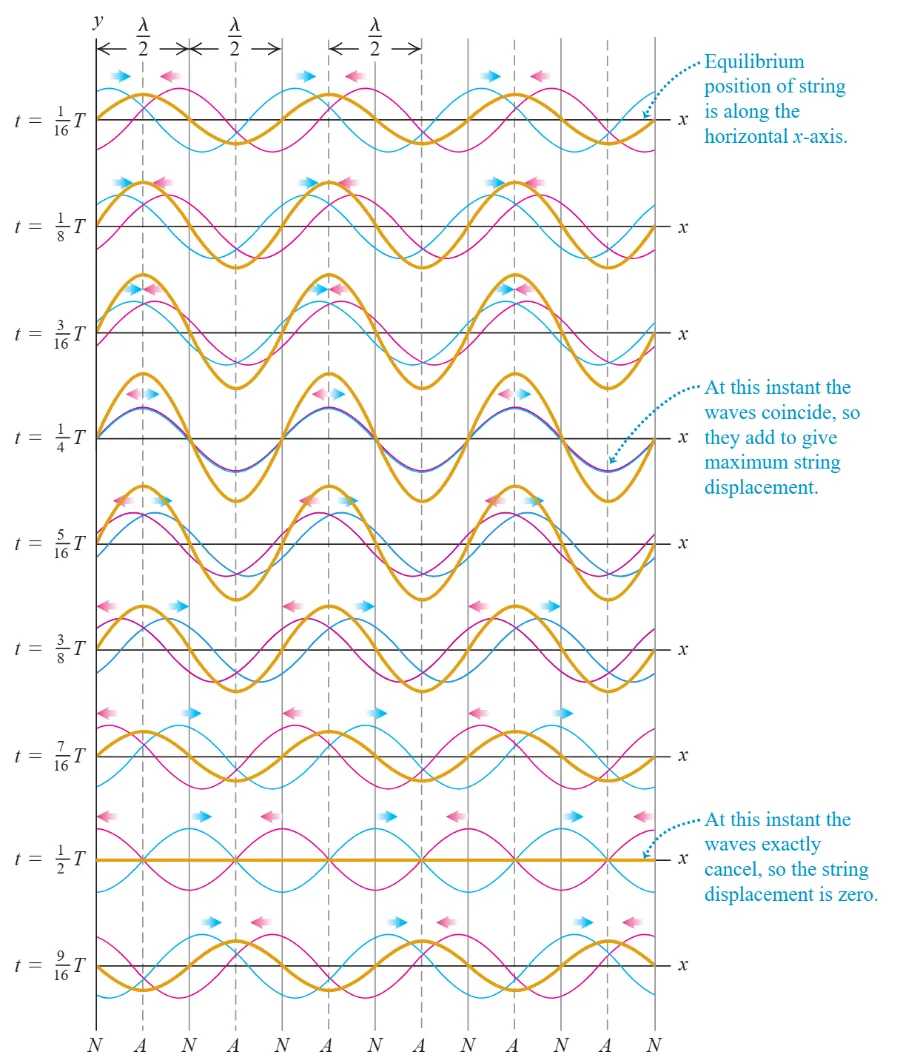 y
λ/2 λ/2 λ/2
Equilibrium
position of string
is along the
horizontal x-axis.
t = 1/16 T x
t = 1/8 T x
t = 3/16 T x
At this instant the
waves coincide, so
they add to give
maximum string
displacement.
t = 1/4 T x
t = 5/16 T x
t = 3/8 T x
t = 7/16 T x
At this instant the
waves exactly
cancel, so the string
displacement is zero.
t = 1/2 T x
t = 9/16 T x
N A N A N A N A N A N A N